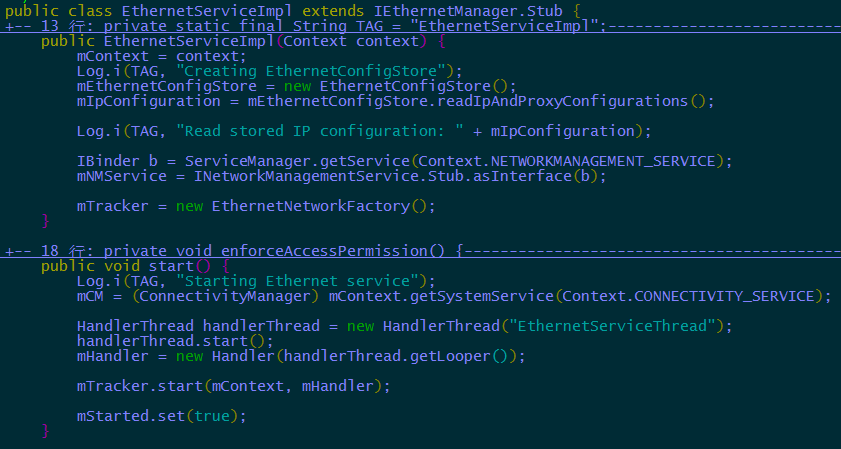 public class EthernetServiceImpl extends IEthernetManager.Stub {
+-- 13 行: private static final String TAG = "EthernetServiceImpl";--------------------------
public EthernetServiceImpl(Context context) {
mContext = context;
Log.i(TAG, "Creating EthernetConfigStore");
mEthernetConfigStore = new EthernetConfigStore();
mIpConfiguration = mEthernetConfigStore.readIpAndProxyConfigurations();
Log.i(TAG, "Read stored IP configuration: " + mIpConfiguration);
IBinder b = ServiceManager.getService(Context.NETWORKMANAGEMENT_SERVICE);
mNMService = INetworkManagementService.Stub.asInterface(b);
mTracker = new EthernetNetworkFactory();
}
+-- 18 行: private void enforceAccessPermission() {------------------------------------------
public void start() {
Log.i(TAG, "Starting Ethernet service");
mCM = (ConnectivityManager) mContext.getSystemService(Context.CONNECTIVITY_SERVICE);
HandlerThread handlerThread = new HandlerThread("EthernetServiceThread");
handlerThread.start();
mHandler = new Handler(handlerThread.getLooper());
mTracker.start(mContext, mHandler);
mStarted.set(true);
}